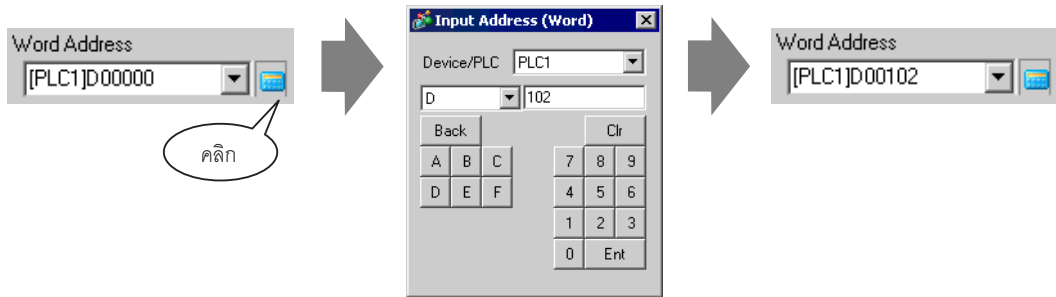 Word Address
[PLC1]D00000
คลิก
Input Address (Word)
Device/PLC PLC1
D 102
Back Clr
A B C 7 8 9
D E F 4 5 6
1 2 3
0 Ent
Word Address
[PLC1]D00102